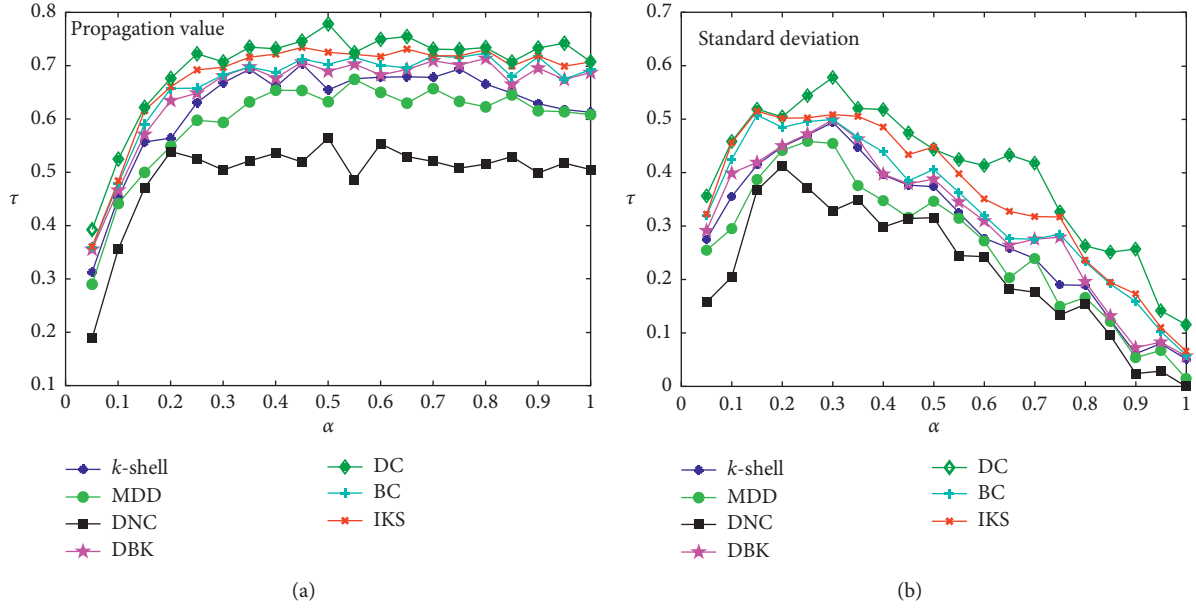 Propagation value
0.8
0.7
0.6
0.5
0.4
0.3
0.2
0.1
τ
0 0.1 0.2 0.3 0.4 0.5 0.6 0.7 0.8 0.9 1
α
k-shell
MDD
DNC
DBK
DC
BC
IKS
(a)
Standard deviation
0.7
0.6
0.5
0.4
0.3
0.2
0.1
0
τ
0 0.1 0.2 0.3 0.4 0.5 0.6 0.7 0.8 0.9 1
α
k-shell
MDD
DNC
DBK
DC
BC
IKS
(b)